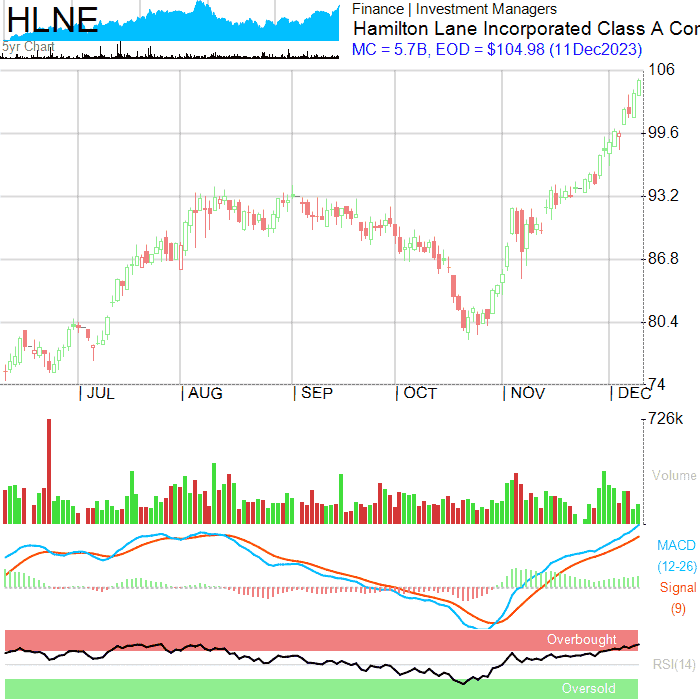 HLNE
5yr Chart
Finance | Investment Managers
Hamilton Lane Incorporated Class A Cor
MC = 5.7B, EOD = $104.98 (11Dec2023)
106
99.6
93.2
86.8
80.4
74
JUL AUG SEP OCT NOV DEC
726k
Volume
MACD
(12-26)
Signal
(9)
Overbought
RSI(14)
Oversold